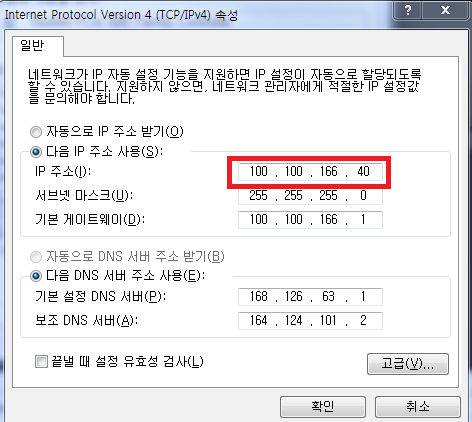 Internet Protocol Version 4 (TCP/IPv4) 속성
일반
네트워크가 IP 자동 설정 기능을 지원하면 IP 설정이 자동으로 할당되도록
할 수 있습니다. 지원하지 않으면, 네트워크 관리자에게 적절한 IP 설정값
을 문의해야 합니다.
자동으로 IP 주소 받기(O)
다음 IP 주소 사용(S):
IP 주소(I): 100 . 100 . 166 . 40
서브넷 마스크(U): 255 . 255 . 255 . 0
기본 게이트웨이(D): 100 . 100 . 166 . 1
자동으로 DNS 서버 주소 받기(B)
다음 DNS 서버 주소 사용(E):
기본 설정 DNS 서버(P): 168 . 126 . 63 . 1
보조 DNS 서버(A): 164 . 124 . 101 . 2
끝낼 때 설정 유효성 검사(L)
고급(V)...
확인 취소